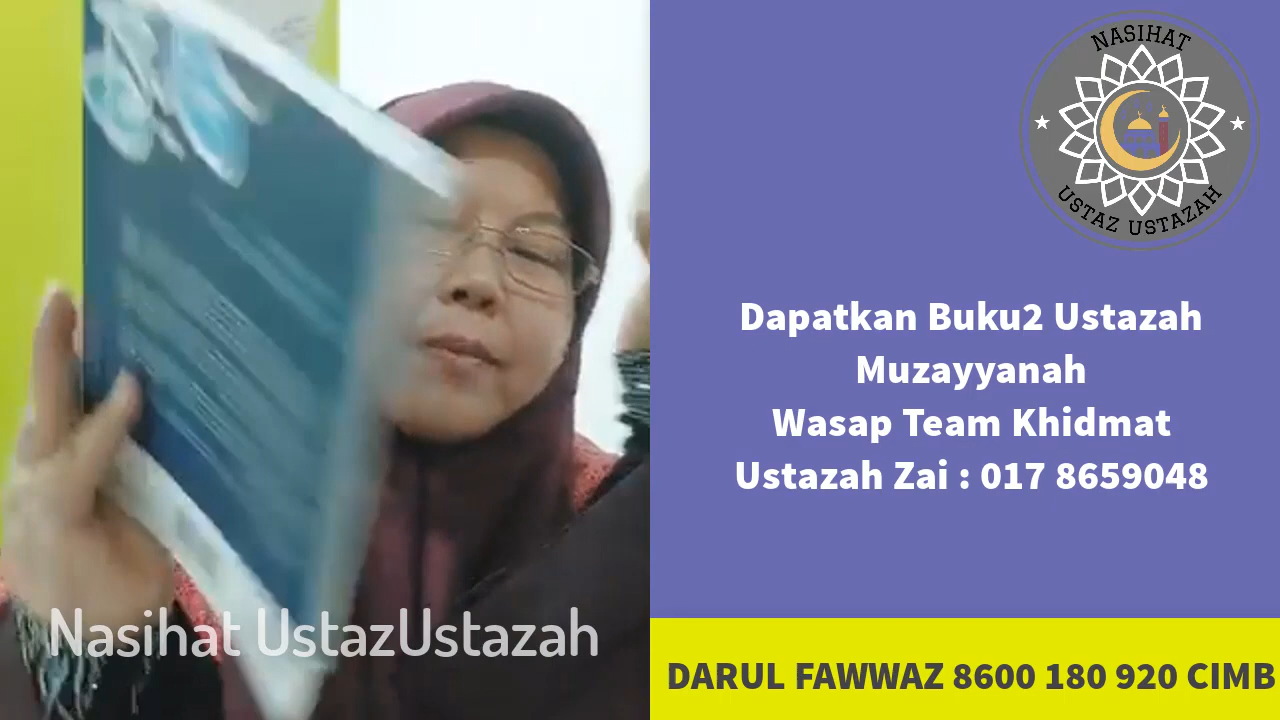 Nasihat UstazUstazah
NASIHAT
USTAZ USTAZAH
Dapatkan Buku2 Ustazah
Muzayyanah
Wasap Team Khidmat
Ustazah Zai : 017 8659048
DARUL FAWWAZ 8600 180 920 CIMB